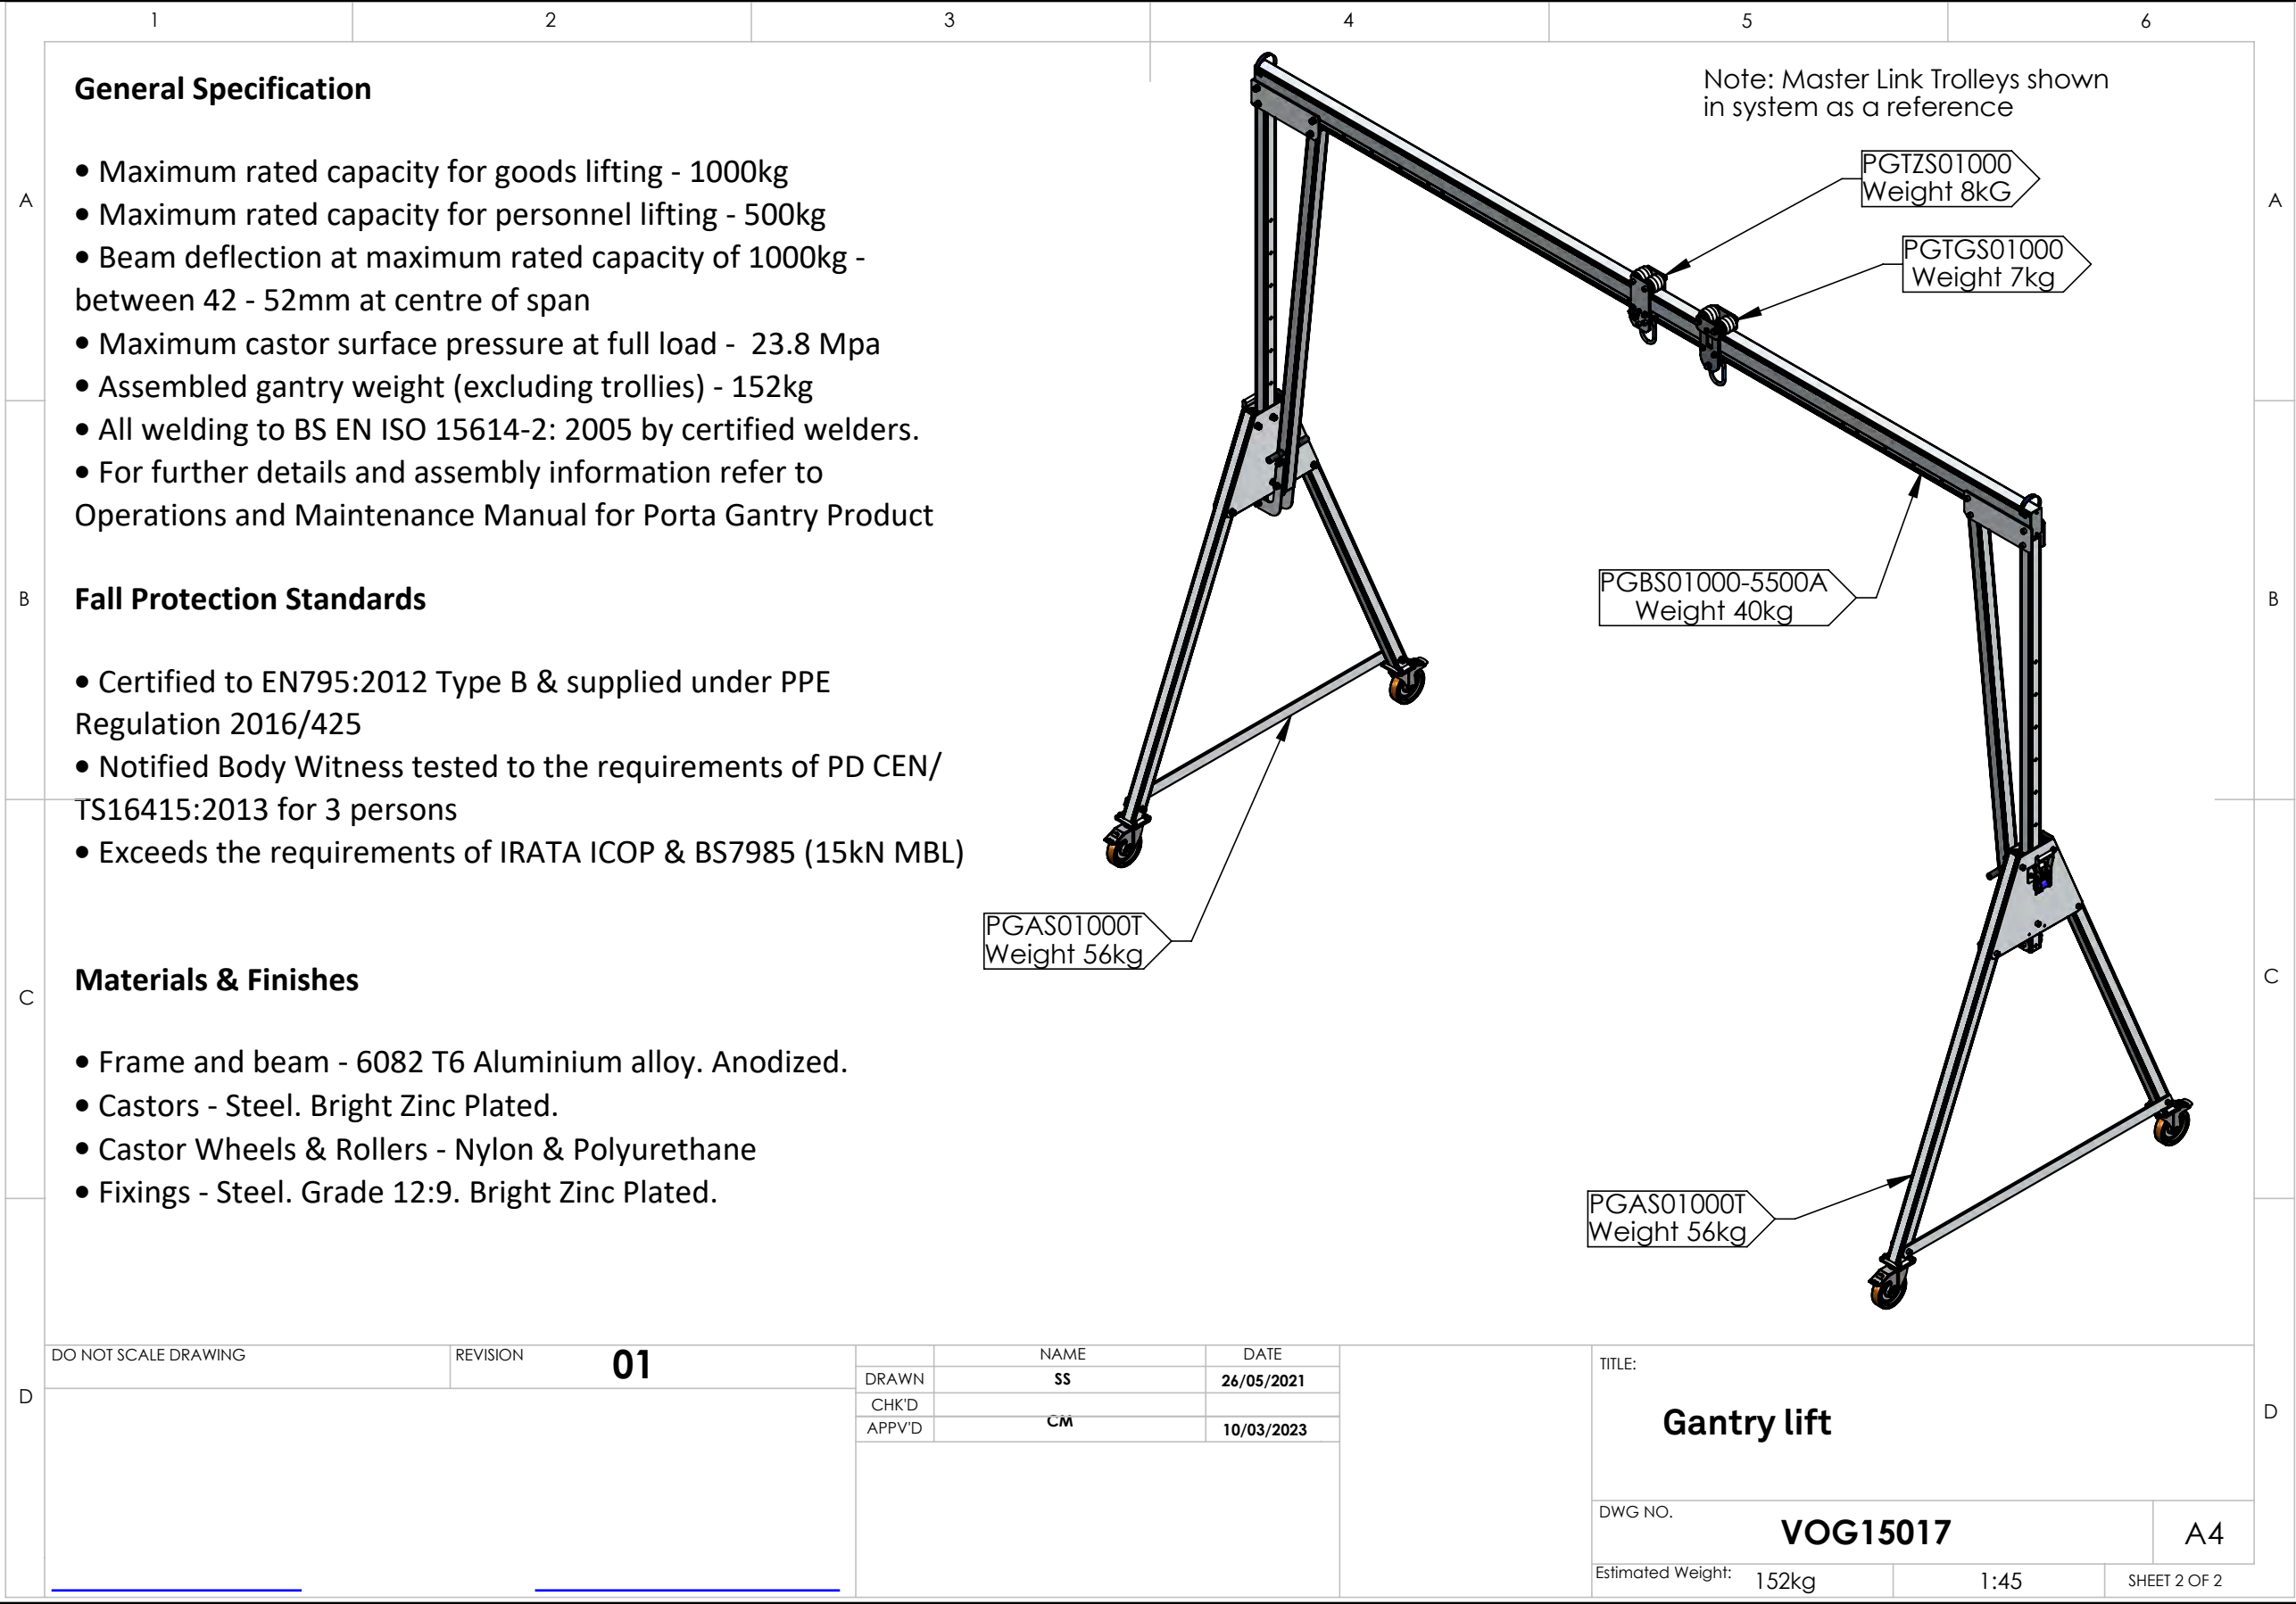 1 2 3 4 5 6
General Specification
• Maximum rated capacity for goods lifting - 1000kg
• Maximum rated capacity for personnel lifting - 500kg
• Beam deflection at maximum rated capacity of 1000kg -
between 42 - 52mm at centre of span
• Maximum castor surface pressure at full load -  23.8 Mpa
• Assembled gantry weight (excluding trollies) - 152kg
• All welding to BS EN ISO 15614-2: 2005 by certified welders.
• For further details and assembly information refer to
Operations and Maintenance Manual for Porta Gantry Product
Fall Protection Standards
• Certified to EN795:2012 Type B & supplied under PPE
Regulation 2016/425
• Notified Body Witness tested to the requirements of PD CEN/
TS16415:2013 for 3 persons
• Exceeds the requirements of IRATA ICOP & BS7985 (15kN MBL)
Materials & Finishes
• Frame and beam - 6082 T6 Aluminium alloy. Anodized.
• Castors - Steel. Bright Zinc Plated.
• Castor Wheels & Rollers - Nylon & Polyurethane
• Fixings - Steel. Grade 12:9. Bright Zinc Plated.
Note: Master Link Trolleys shown
in system as a reference
PGTZS01000
Weight 8kG
PGTGS01000
Weight 7kg
PGBS01000-5500A
Weight 40kg
PGAS01000T
Weight 56kg
PGAS01000T
Weight 56kg
A
B
C
D
A
B
C
D
DO NOT SCALE DRAWING
REVISION 01
NAME DATE
DRAWN SS 26/05/2021
CHK'D
APPV'D CM 10/03/2023
TITLE:
Gantry lift
DWG NO.
VOG15017
A4
Estimated Weight: 152kg
1:45
SHEET 2 OF 2